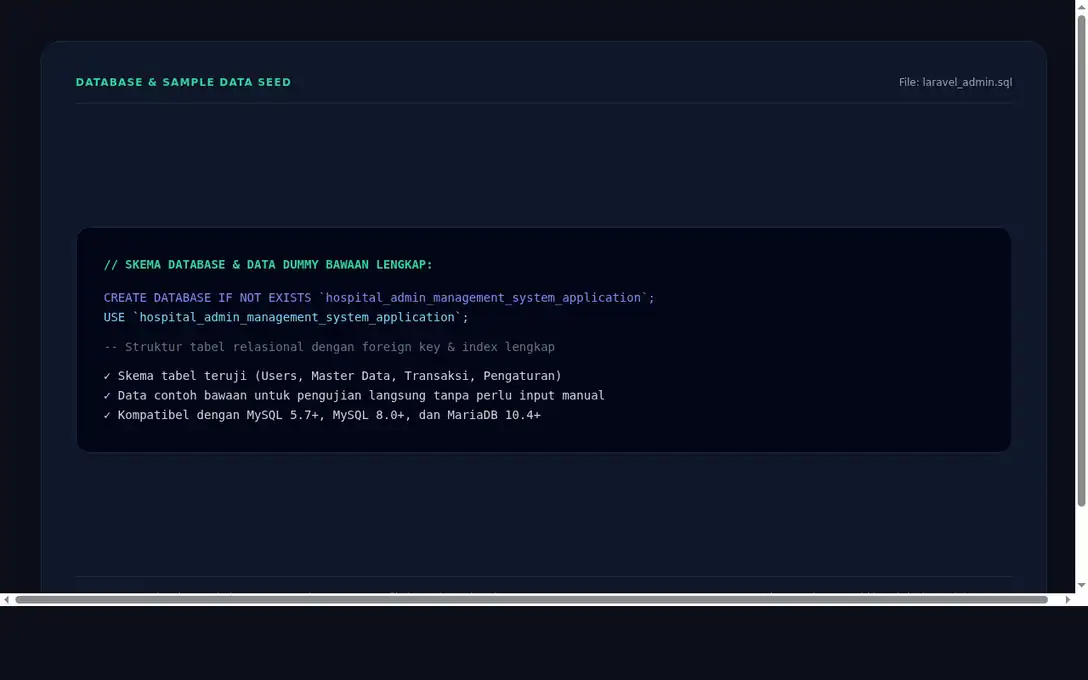 DATABASE & SAMPLE DATA SEED
File: laravel_admin.sql
// SKEMA DATABASE & DATA DUMMY BAWAAN LENGKAP:
CREATE DATABASE IF NOT EXISTS `hospital_admin_management_system_application`;
USE `hospital_admin_management_system_application`;
-- Struktur tabel relasional dengan foreign key & index lengkap
✓ Skema tabel teruji (Users, Master Data, Transaksi, Pengaturan)
✓ Data contoh bawaan untuk pengujian langsung tanpa perlu input manual
✓ Kompatibel dengan MySQL 5.7+, MySQL 8.0+, dan MariaDB 10.4+